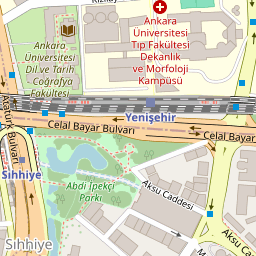 Ankara
Üniversitesi
Tıp Fakültesi
Dekanlık
ve Morfoloji
Kampüsü
Ankara
Üniversitesi
Dil ve Tarih
- Coğrafya
Fakültesi
Yenişehir
Celal Bayar Bulvarı
Celal Bayar
Atatürk Bulvarı
Sıhhiye
Abdi İpekçi
Parkı
Aksu Caddesi
Aksu
Sıhhiye